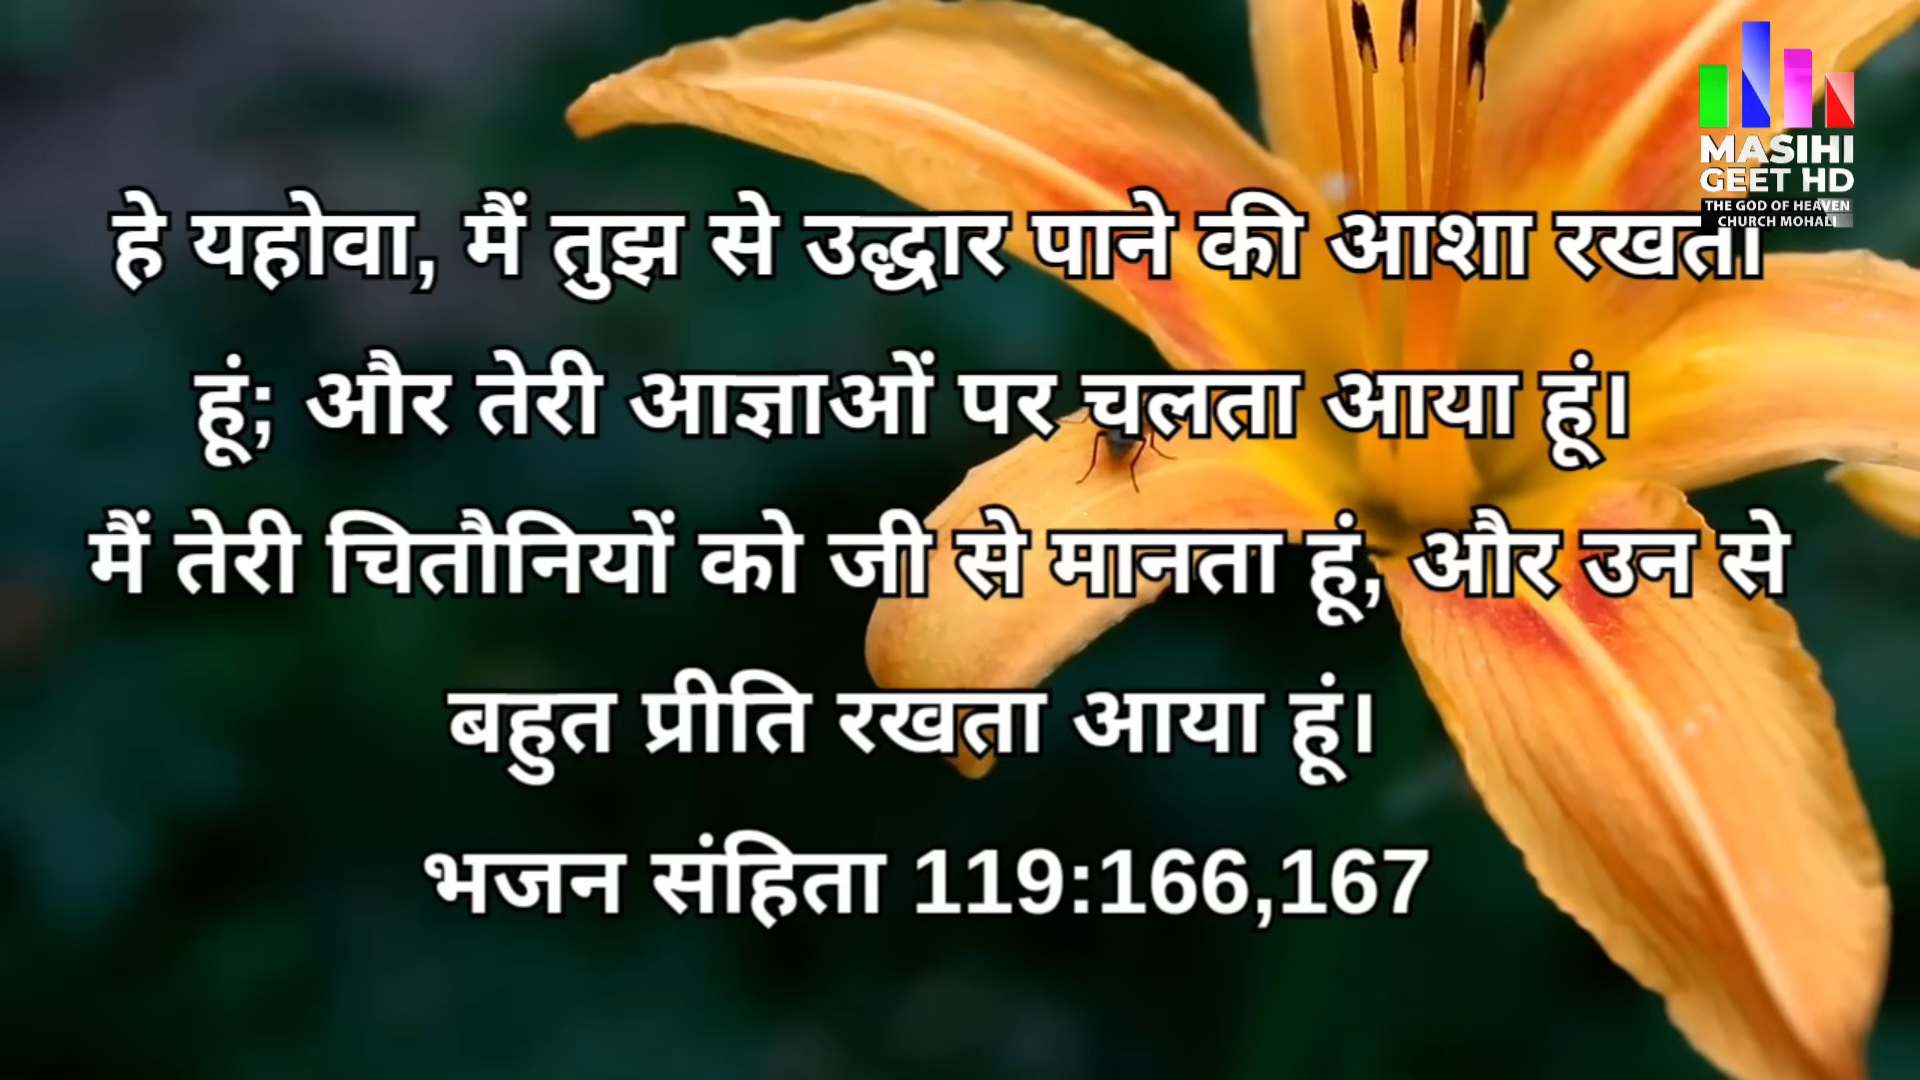 MASIHI
GEET HD
THE GOD OF HEAVEN
CHURCH MOHALI
हे यहोवा, मैं तुझ से उद्धार पाने की आशा रखता
हूं; और तेरी आज्ञाओं पर चलता आया हूं।
मैं तेरी चितौनियों को जी से मानता हूं, और उन से
बहुत प्रीति रखता आया हूं।
भजन संहिता 119:166,167